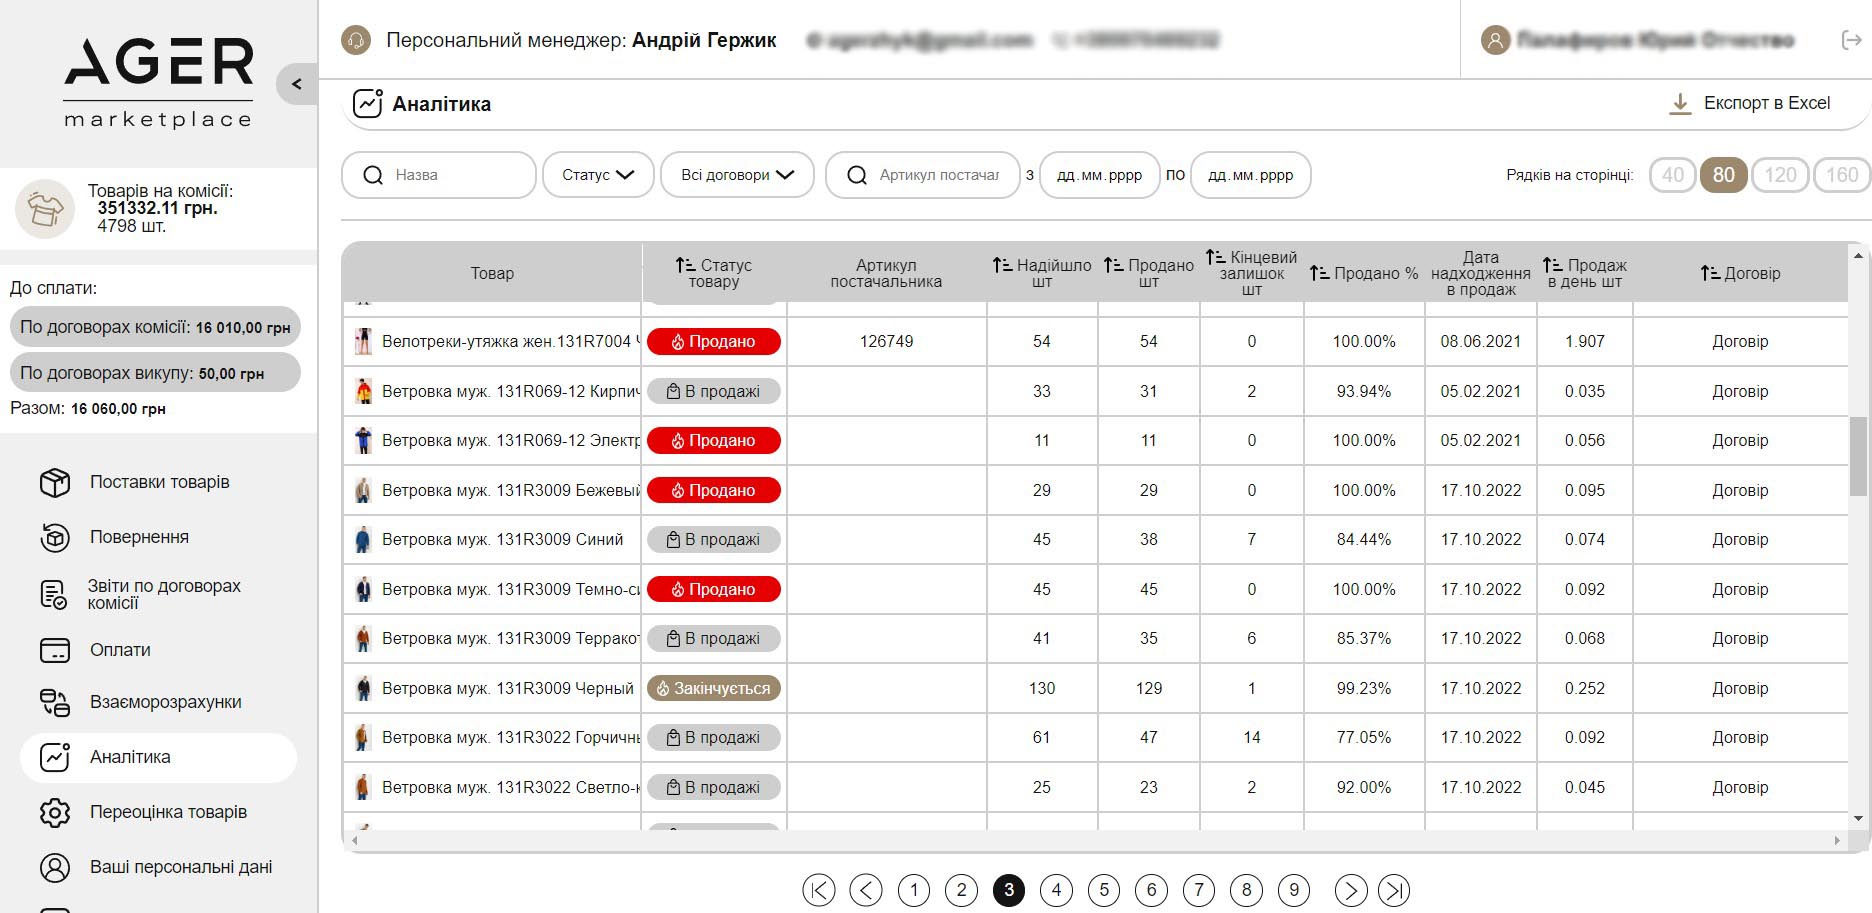 AGER
marketplace
<
Товарів на комісії:
351332.11 грн.
4798 шт.
До сплати:
По договорах комісії: 16 010,00 грн
По договорах викупу: 50,00 грн
Разом: 16 060,00 грн
Поставки товарів
Повернення
Звіти по договорах
комісії
Оплати
Взаєморозрахунки
Аналітика
Переоцінка товарів
Ваші персональні дані
Персональний менеджер: Андрій Гержик
Аналітика
Експорт в Excel
Назва
Статус
Всі договори
Артикул постачал
з дд.мм.рррр по дд.мм.рррр
Рядків на сторінці: 40 80 120 160
Товар
Статус
товару
Артикул
постачальника
Надійшло
шт
Продано
шт
Кінцевий
залишок
шт
Продано %
Дата
надходження
в продаж
Продаж
в день шт
Договір
Велотреки-утяжка жен.131R7004 Ч Продано 126749 54 54 0 100.00% 08.06.2021 1.907 Договір
Ветровка муж. 131R069-12 Кирпич В продажі 33 31 2 93.94% 05.02.2021 0.035 Договір
Ветровка муж. 131R069-12 Электр Продано 11 11 0 100.00% 05.02.2021 0.056 Договір
Ветровка муж. 131R3009 Бежевый Продано 29 29 0 100.00% 17.10.2022 0.095 Договір
Ветровка муж. 131R3009 Синий В продажі 45 38 7 84.44% 17.10.2022 0.074 Договір
Ветровка муж. 131R3009 Темно-си Продано 45 45 0 100.00% 17.10.2022 0.092 Договір
Ветровка муж. 131R3009 Терракот В продажі 41 35 6 85.37% 17.10.2022 0.068 Договір
Ветровка муж. 131R3009 Черный Закінчується 130 129 1 99.23% 17.10.2022 0.252 Договір
Ветровка муж. 131R3022 Горчичны В продажі 61 47 14 77.05% 17.10.2022 0.092 Договір
Ветровка муж. 131R3022 Светло-к В продажі 25 23 2 92.00% 17.10.2022 0.045 Договір
1 2 3 4 5 6 7 8 9